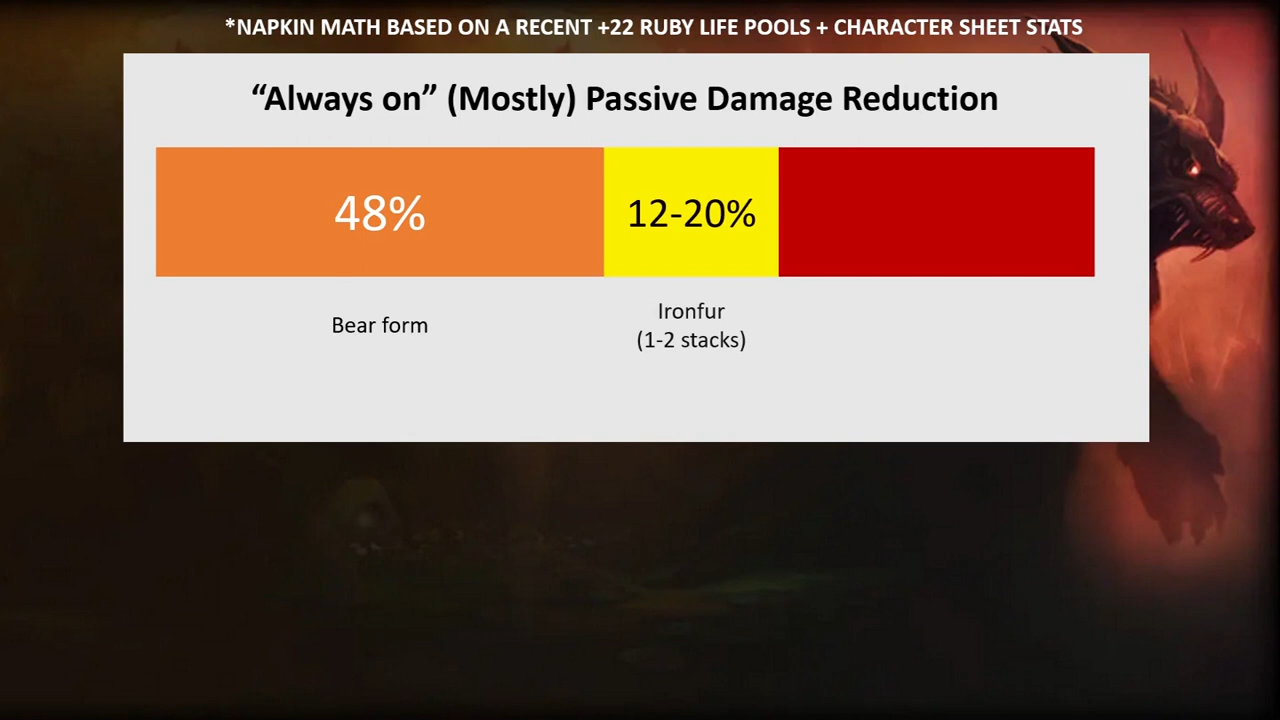 *NAPKIN MATH BASED ON A RECENT +22 RUBY LIFE POOLS + CHARACTER SHEET STATS
“Always on” (Mostly) Passive Damage Reduction
48%
12-20%
Bear form
Ironfur
(1-2 stacks)